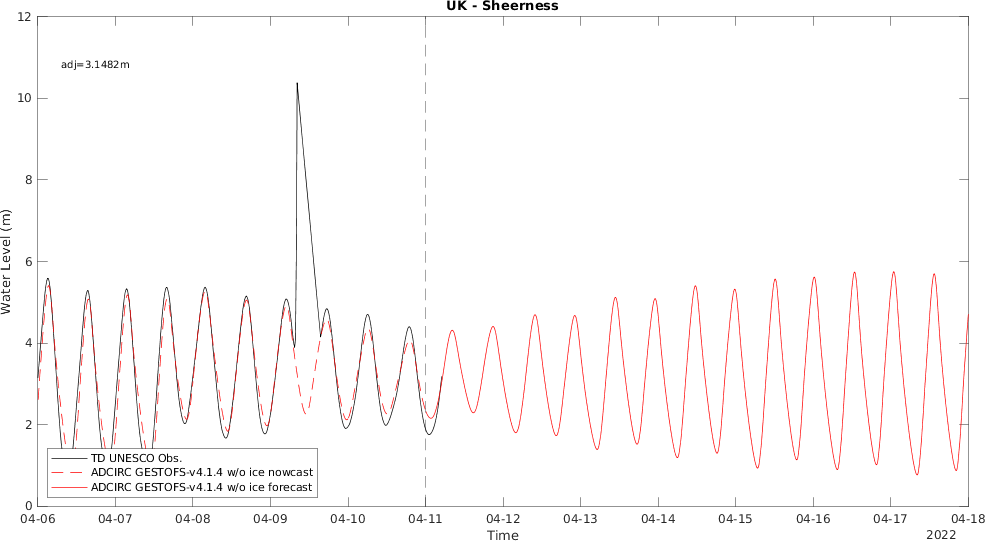 UK - Sheerness
adj=3.1482m
Water Level (m)
12
10
8
6
4
2
0
TD UNESCO Obs.
ADCIRC GESTOFS-v4.1.4 w/o ice nowcast
ADCIRC GESTOFS-v4.1.4 w/o ice forecast
04-06 04-07 04-08 04-09 04-10 04-11 04-12 04-13 04-14 04-15 04-16 04-17 04-18
Time
2022